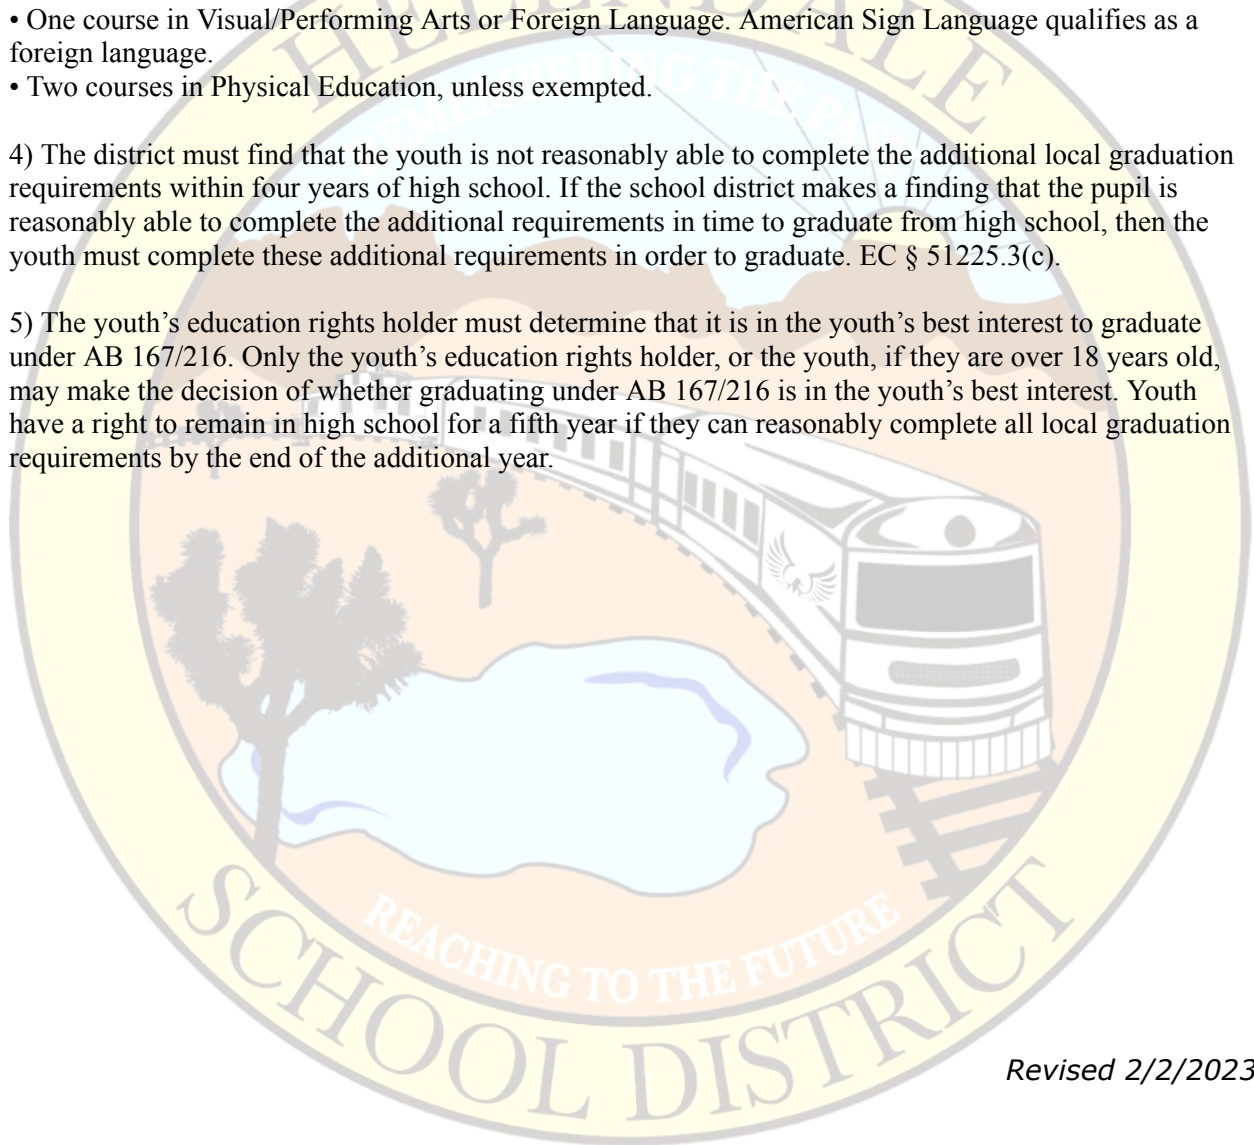 • One course in Visual/Performing Arts or Foreign Language. American Sign Language qualifies as a
foreign language.
• Two courses in Physical Education, unless exempted.
4) The district must find that the youth is not reasonably able to complete the additional local graduation
requirements within four years of high school. If the school district makes a finding that the pupil is
reasonably able to complete the additional requirements in time to graduate from high school, then the
youth must complete these additional requirements in order to graduate. EC § 51225.3(c).
5) The youth’s education rights holder must determine that it is in the youth’s best interest to graduate
under AB 167/216. Only the youth’s education rights holder, or the youth, if they are over 18 years old,
may make the decision of whether graduating under AB 167/216 is in the youth’s best interest. Youth
have a right to remain in high school for a fifth year if they can reasonably complete all local graduation
requirements by the end of the additional year.
HELENDALE
REMEMBERING THE PAST
REACHING TO THE FUTURE
SCHOOL DISTRICT
Revised 2/2/2023